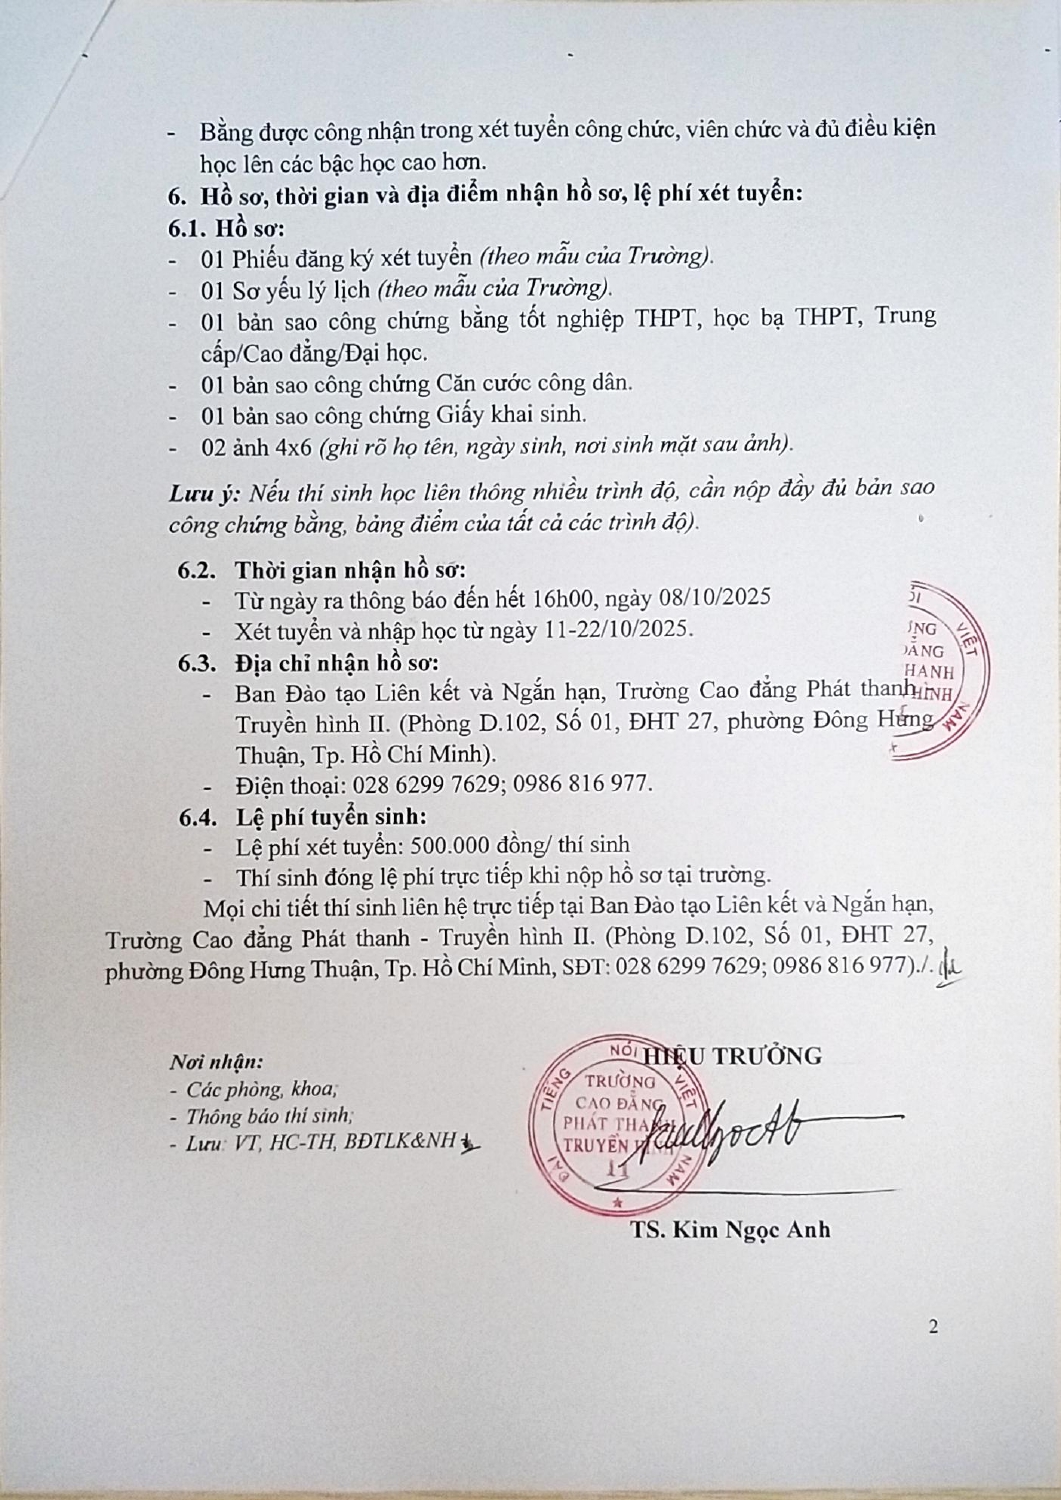 - Bằng được công nhận trong xét tuyển công chức, viên chức và đủ điều kiện
học lên các bậc học cao hơn.
6. Hồ sơ, thời gian và địa điểm nhận hồ sơ, lệ phí xét tuyển:
6.1. Hồ sơ:
- 01 Phiếu đăng ký xét tuyển (theo mẫu của Trường).
- 01 Sơ yếu lý lịch (theo mẫu của Trường).
- 01 bản sao công chứng bằng tốt nghiệp THPT, học bạ THPT, Trung
cấp/Cao đẳng/Đại học.
- 01 bản sao công chứng Căn cước công dân.
- 01 bản sao công chứng Giấy khai sinh.
- 02 ảnh 4x6 (ghi rõ họ tên, ngày sinh, nơi sinh mặt sau ảnh).
Lưu ý: Nếu thí sinh học liên thông nhiều trình độ, cần nộp đầy đủ bản sao
công chứng bằng, bảng điểm của tất cả các trình độ).
6.2. Thời gian nhận hồ sơ:
- Từ ngày ra thông báo đến hết 16h00, ngày 08/10/2025
- Xét tuyển và nhập học từ ngày 11-22/10/2025.
6.3. Địa chỉ nhận hồ sơ:
- Ban Đào tạo Liên kết và Ngắn hạn, Trường Cao đẳng Phát thanh -
Truyền hình II. (Phòng D.102, Số 01, ĐHT 27, phường Đông Hưng
Thuận, Tp. Hồ Chí Minh).
- Điện thoại: 028 6299 7629; 0986 816 977.
6.4. Lệ phí tuyển sinh:
- Lệ phí xét tuyển: 500.000 đồng/ thí sinh
- Thí sinh đóng lệ phí trực tiếp khi nộp hồ sơ tại trường.
Mọi chi tiết thí sinh liên hệ trực tiếp tại Ban Đào tạo Liên kết và Ngắn hạn,
Trường Cao đẳng Phát thanh - Truyền hình II. (Phòng D.102, Số 01, ĐHT 27,
phường Đông Hưng Thuận, Tp. Hồ Chí Minh, SĐT: 028 6299 7629; 0986 816 977)./.
Nơi nhận:
- Các phòng, khoa;
- Thông báo thí sinh;
- Lưu: VT, HC-TH, BĐTLK&NH
HIỆU TRƯỞNG
ĐÀI TIẾNG NÓI VIỆT NAM
TRƯỜNG
CAO ĐẲNG
PHÁT THANH
TRUYỀN HÌNH
II
TS. Kim Ngọc Anh
VIỆT NAM
2